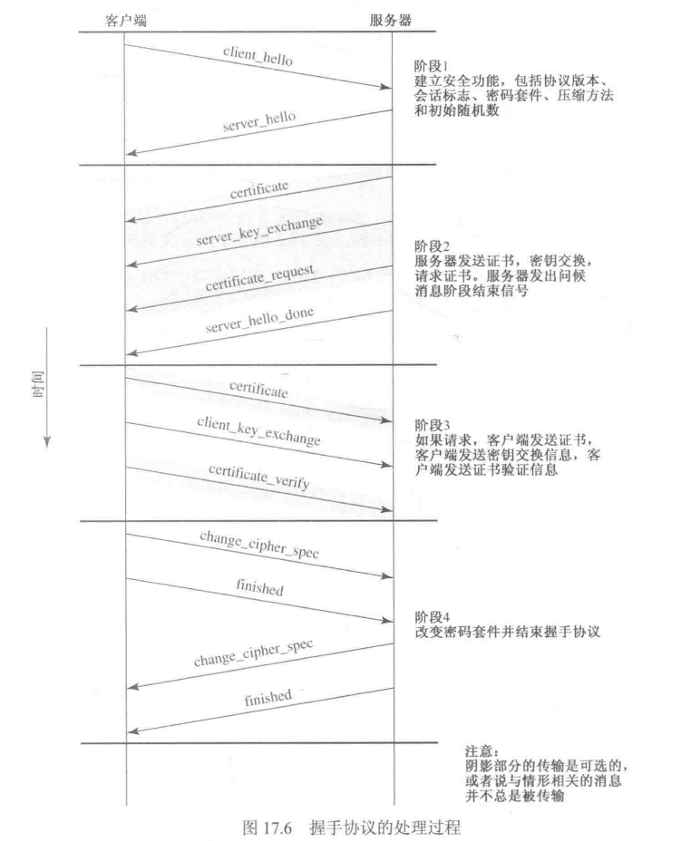 客户端
服务器
client_hello
server_hello
阶段1
建立安全功能，包括协议版本、
会话标志、密码套件、压缩方法
和初始随机数
certificate
server_key_exchange
certificate_request
server_hello_done
阶段2
服务器发送证书，密钥交换，
请求证书。服务器发出问候
消息阶段结束信号
时间
certificate
client_key_exchange
certificate_verify
阶段3
如果请求，客户端发送证书，
客户端发送密钥交换信息，客
户端发送证书验证信息
change_cipher_spec
finished
change_cipher_spec
finished
阶段4
改变密码套件并结束握手协议
注意：
阴影部分的传输是可选的，
或者说与情形相关的消息
并不总是被传输
图 17.6 握手协议的处理过程